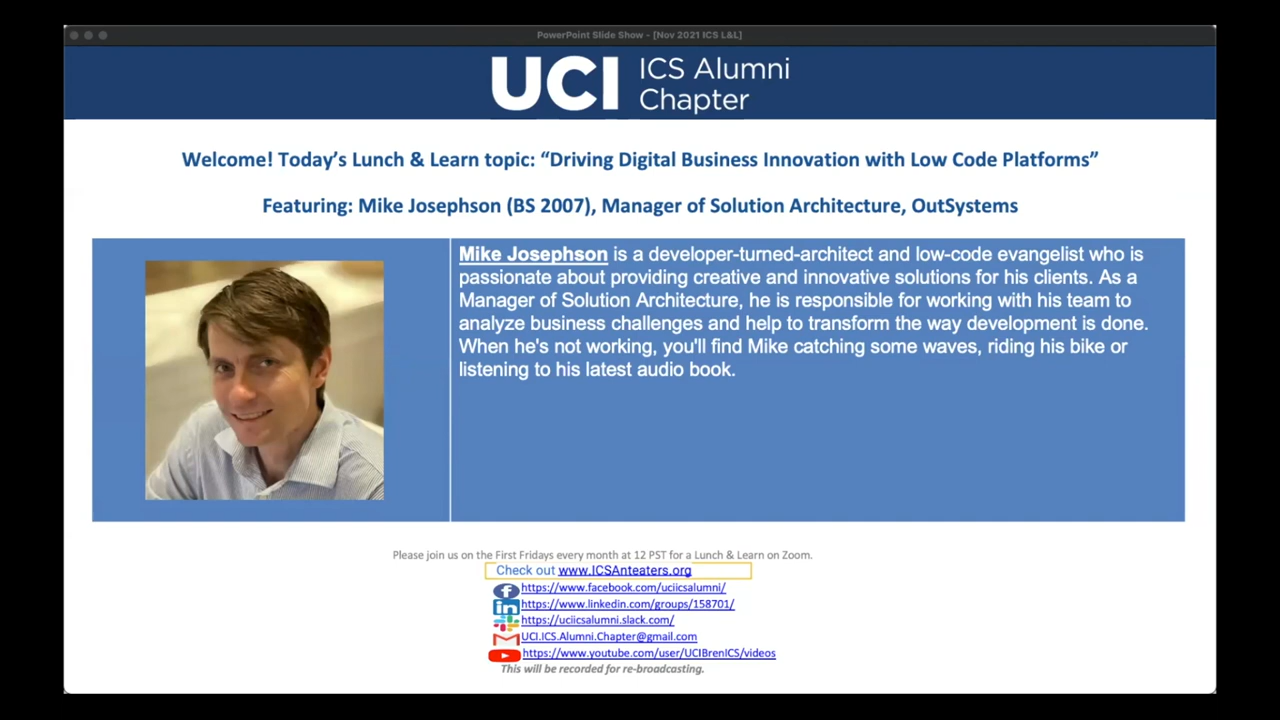 PowerPoint Slide Show - [Nov 2021 ICS L&L]
UCI ICS Alumni
Chapter
Welcome! Today’s Lunch & Learn topic: “Driving Digital Business Innovation with Low Code Platforms”
Featuring: Mike Josephson (BS 2007), Manager of Solution Architecture, OutSystems
Mike Josephson is a developer-turned-architect and low-code evangelist who is
passionate about providing creative and innovative solutions for his clients. As a
Manager of Solution Architecture, he is responsible for working with his team to
analyze business challenges and help to transform the way development is done.
When he's not working, you'll find Mike catching some waves, riding his bike or
listening to his latest audio book.
Please join us on the First Fridays every month at 12 PST for a Lunch & Learn on Zoom.
Check out www.ICSAnteaters.org
https://www.facebook.com/uciicsalumni/
https://www.linkedin.com/groups/158701/
https://uciicsalumni.slack.com/
UCI.ICS.Alumni.Chapter@gmail.com
https://www.youtube.com/user/UCIBrenICS/videos
This will be recorded for re-broadcasting.